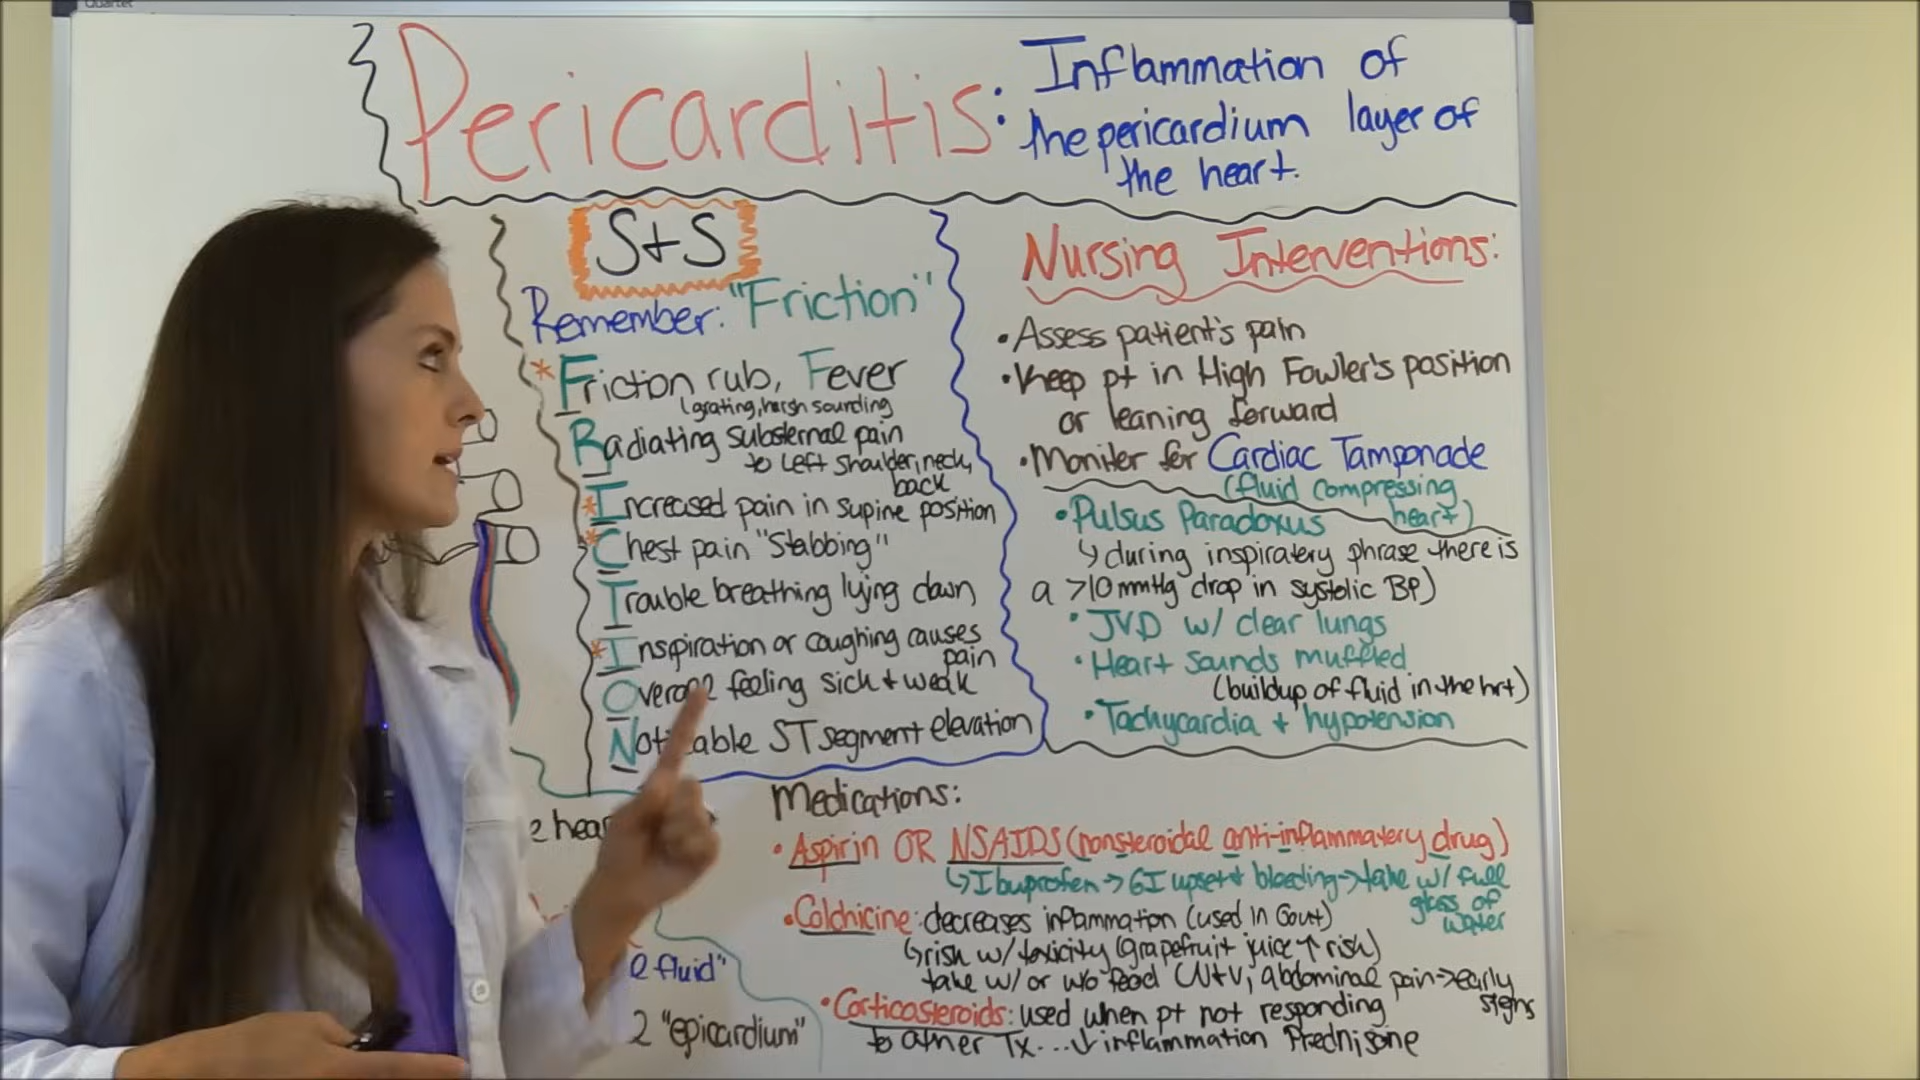 Quartet
Pericarditis: Inflammation of
the pericardium layer of
the heart.
S+S
Remember: "Friction"
* Friction rub, Fever
(grating, harsh sounding
Radiating substernal pain
to left shoulder, neck,
back
* Increased pain in supine position
* Chest pain "Stabbing"
Trouble breathing lying down
* Inspiration or coughing causes
pain
Overall feeling sick + weak
Noticable ST segment elevation
Nursing Interventions:
• Assess patient's pain
• Keep pt in High Fowler's position
or leaning forward
• Moniter for Cardiac Tamponade
(fluid compressing
heart)
• Pulsus Paradoxus
↳ during inspiratery phrase there is
a >10 mmHg drop in systolic BP)
• JVD w/ clear lungs
• Heart sounds muffled
(buildup of fluid in the hrt)
• Tachycardia + hypotension
Medications:
• Aspirin OR NSAIDS (nonsteroidal anti-inflammatery drug)
↳ Ibuprofen → GI upset + bleeding → take w/ full
glass of
water
• Colchicine: decreases inflammation (used in Gout)
↳ risk w/ toxicity (grapefruit juice ↑ risk)
take w/ or w/o food (N+V, abdominal pain → early
signs
• Corticosteroids: used when pt not responding
to other Tx... ↓ inflammation Prednisone
e hear
e fluid"
2 "epicardium"